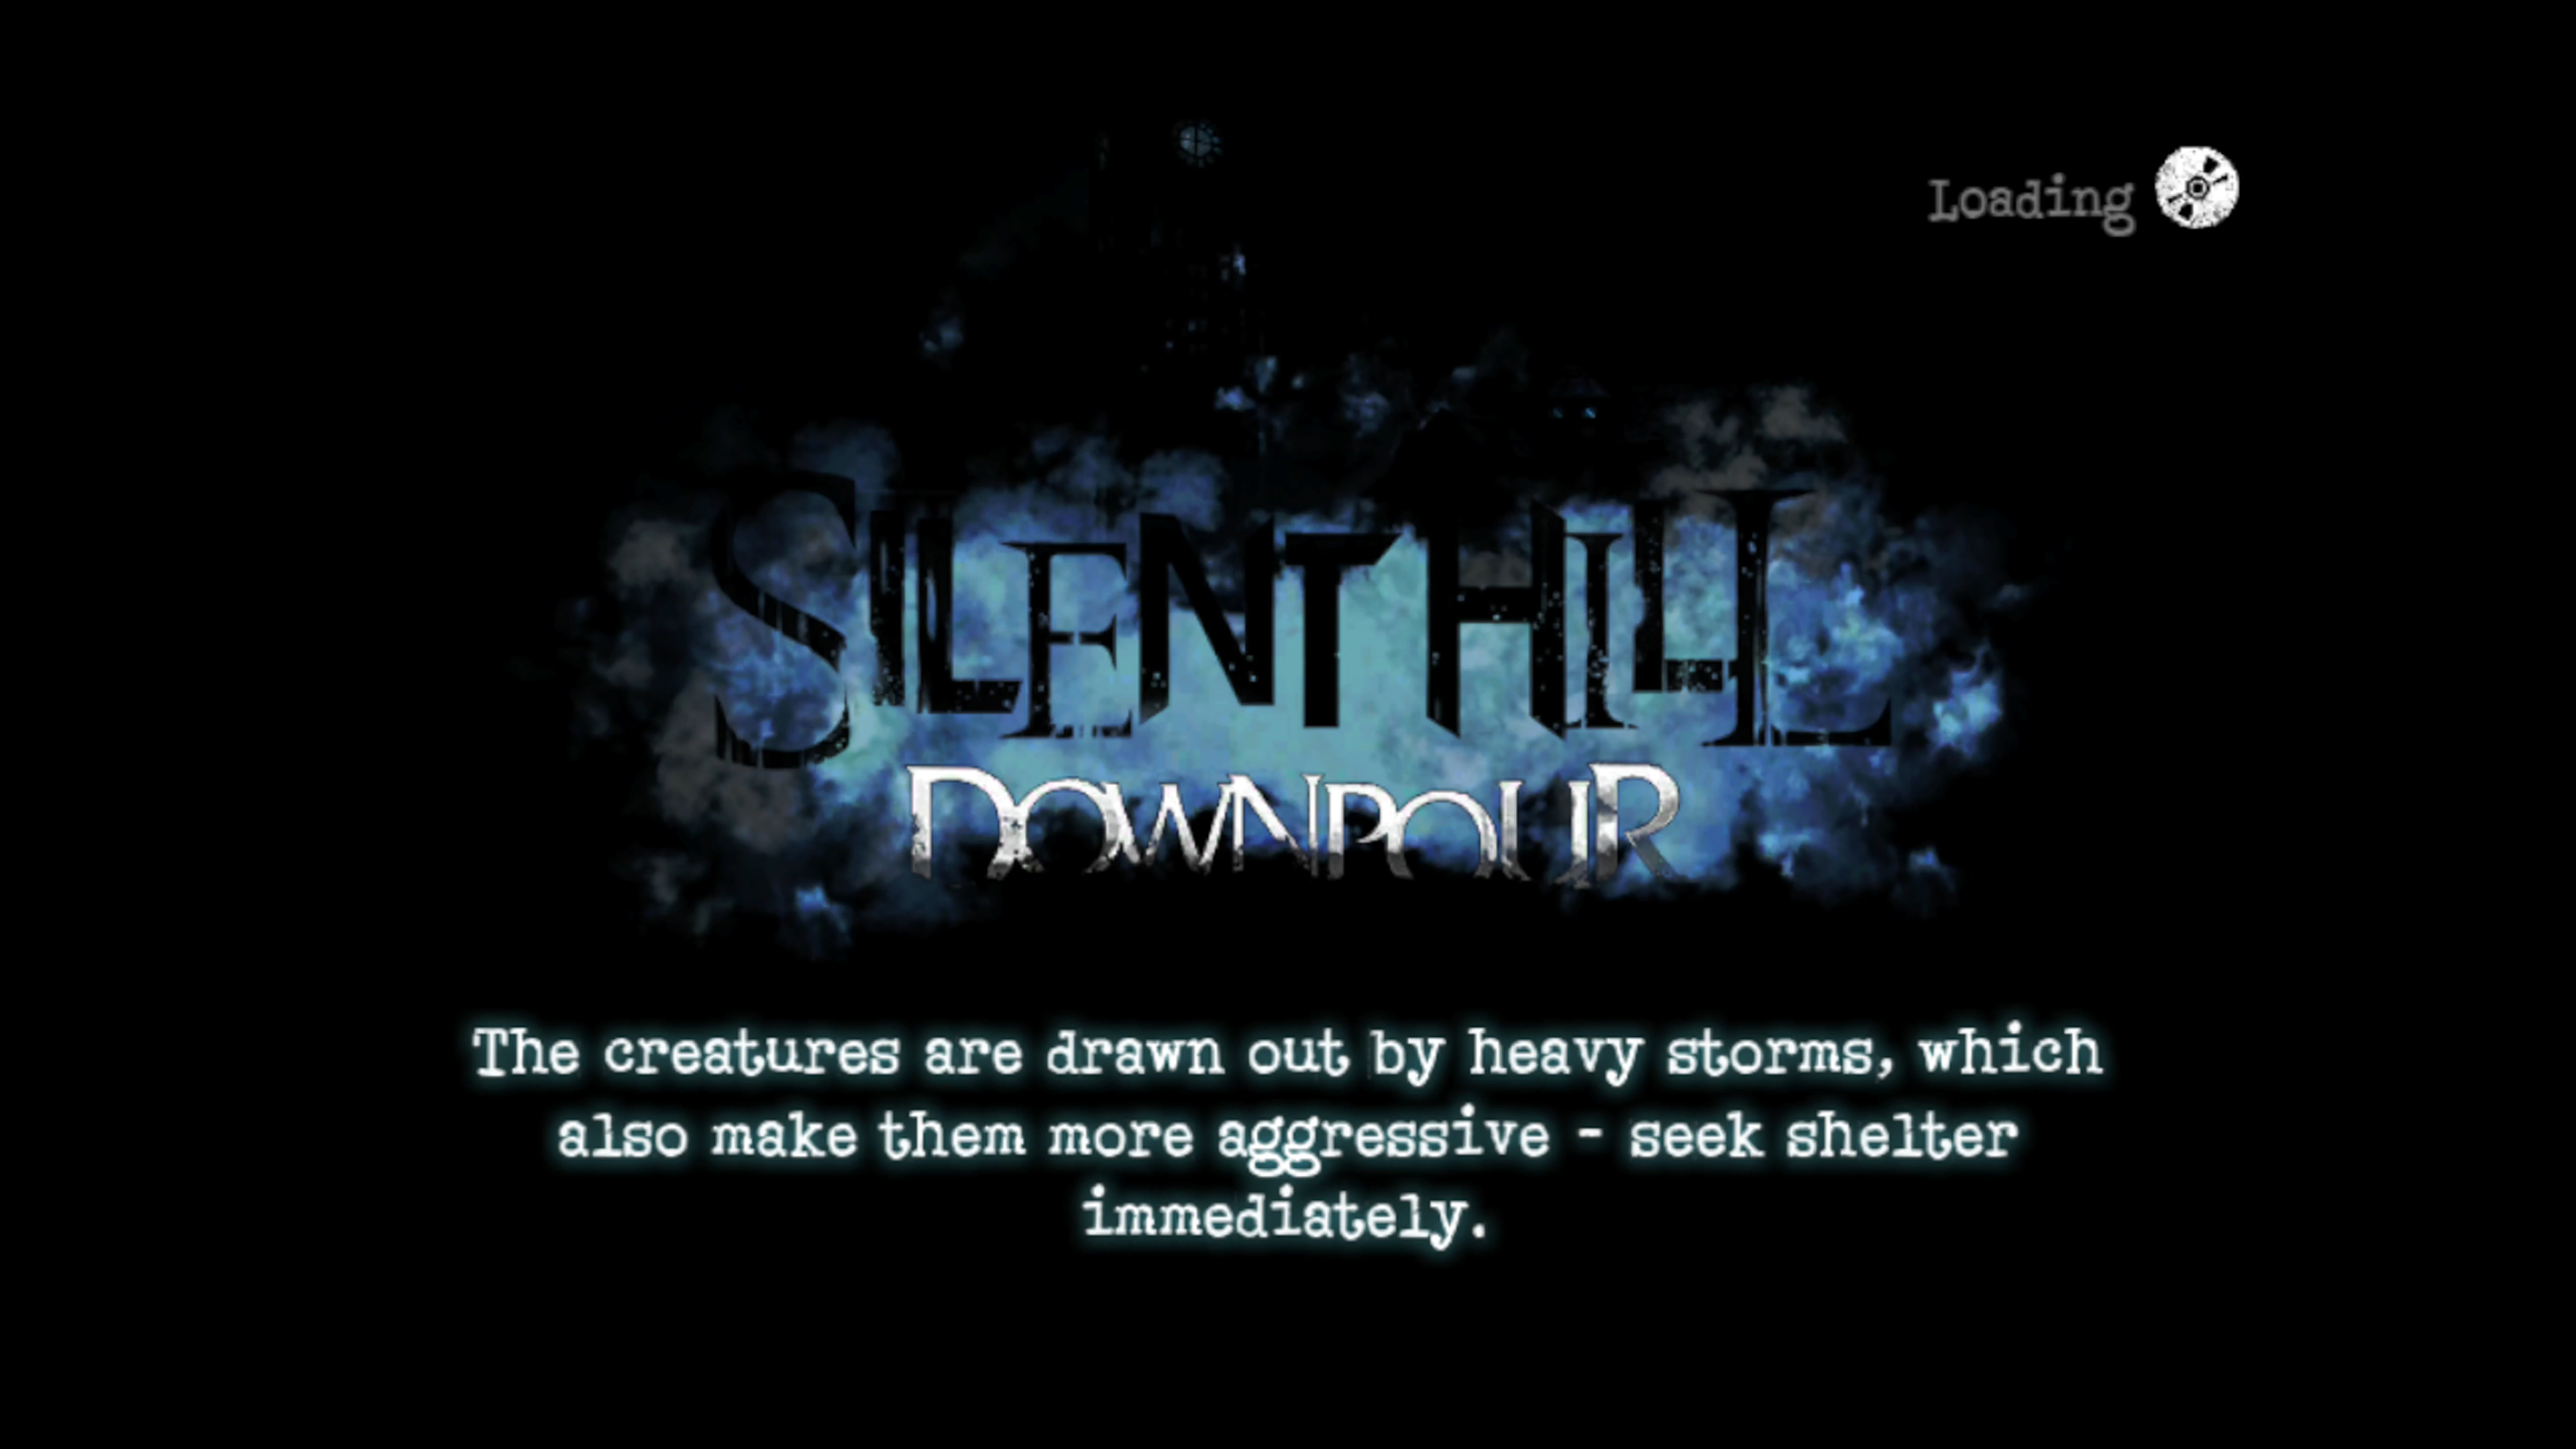 Loading
SILENT HILL
DOWNPOUR
The creatures are drawn out by heavy storms, which
also make them more aggressive - seek shelter
immediately.